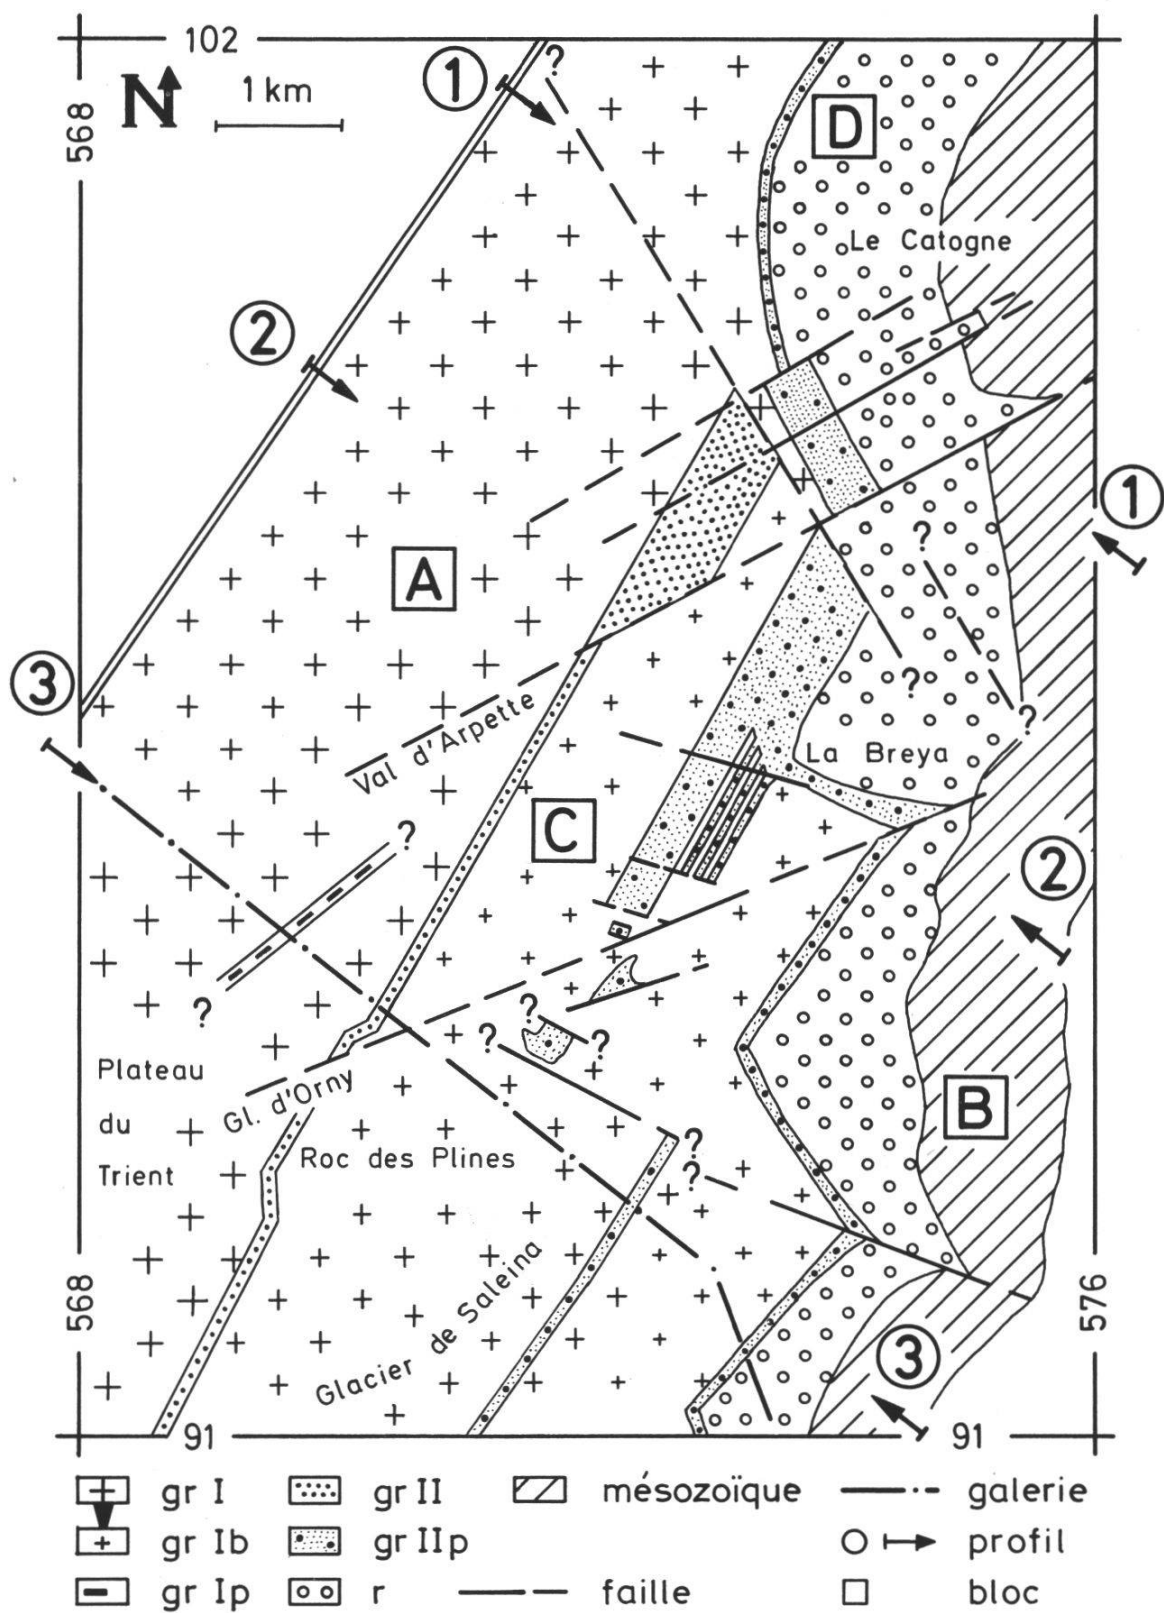 102
N
1 km
568
1
?
D
Le Catogne
2
1
A
?
3
?
Val d'Arpette
?
La Breya
C
?
2
?
?
?
?
Plateau
du
Trient
Gl. d'Orny
Roc des Plines
B
?
?
Glacier de Saleina
568
576
3
91
91
gr I
gr II
mésozoïque
galerie
gr Ib
gr IIp
profil
gr Ip
r
faille
bloc